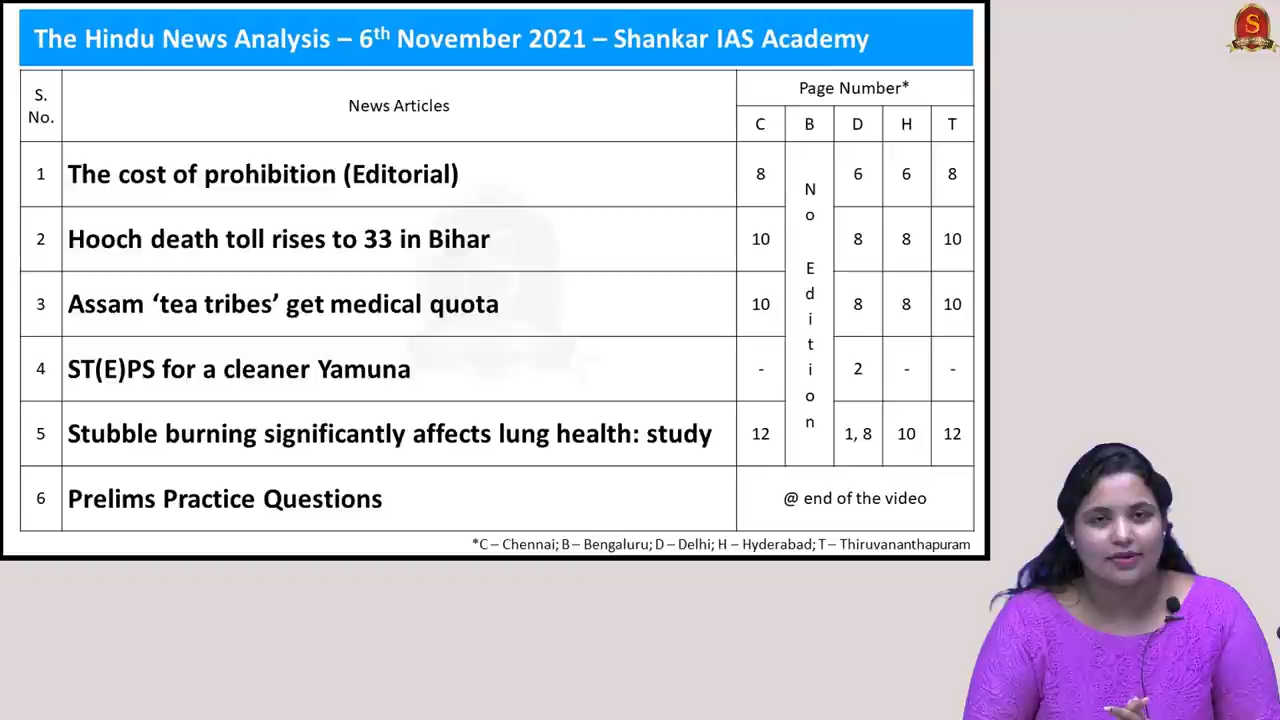 The Hindu News Analysis – 6th November 2021 – Shankar IAS Academy
S. No.
News Articles
Page Number*
C B D H T
1 The cost of prohibition (Editorial) 8 6 6 8
2 Hooch death toll rises to 33 in Bihar 10 8 8 10
3 Assam ‘tea tribes’ get medical quota 10 8 8 10
4 ST(E)PS for a cleaner Yamuna - 2 - -
5 Stubble burning significantly affects lung health: study 12 1, 8 10 12
No Edition
6 Prelims Practice Questions @ end of the video
*C – Chennai; B – Bengaluru; D – Delhi; H – Hyderabad; T – Thiruvananthapuram
S